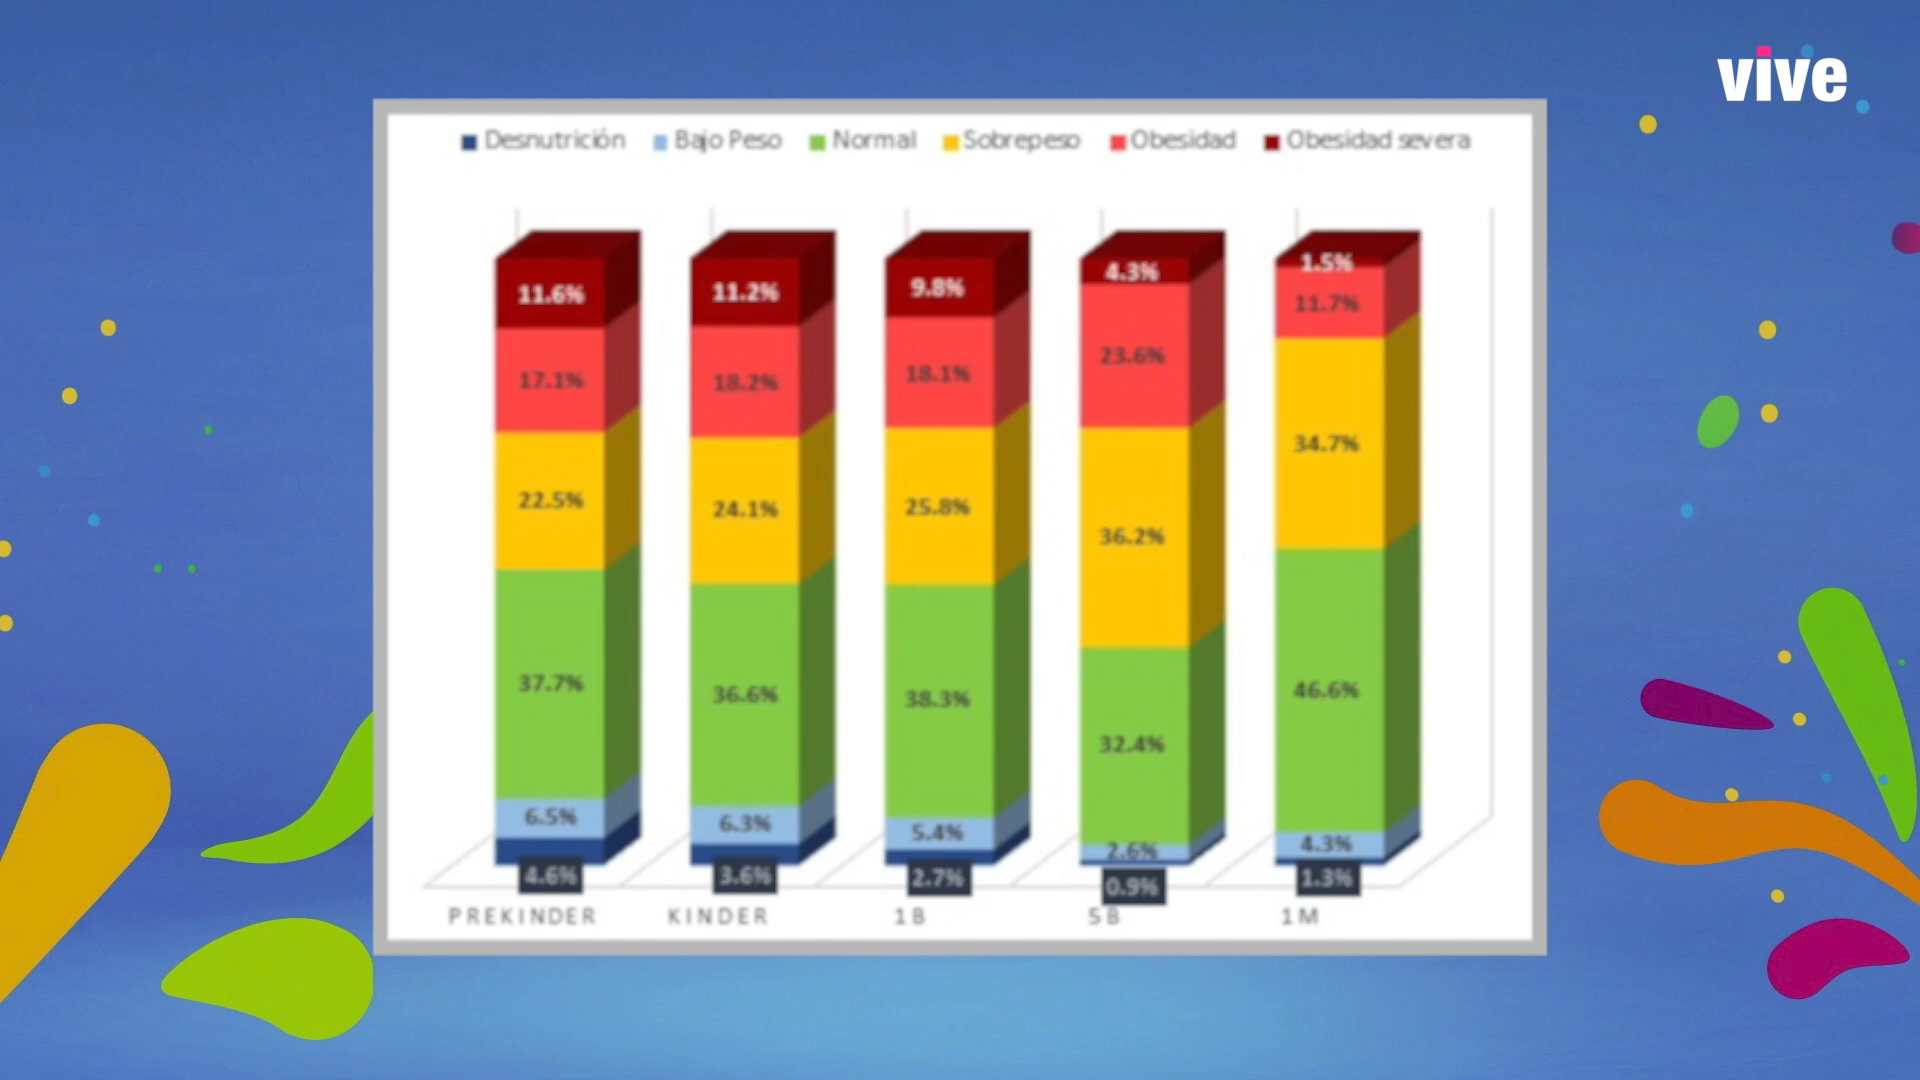 vive
Desnutrición Bajo Peso Normal Sobrepeso Obesidad Obesidad severa
11.6% 11.2% 9.8% 4.3% 1.5%
17.1% 18.2% 18.1% 23.6% 11.7%
22.5% 24.1% 25.8% 36.2% 34.7%
37.7% 36.6% 38.3% 32.4% 46.6%
6.5% 6.3% 5.4% 2.6% 4.3%
4.6% 3.6% 2.7% 0.9% 1.3%
PREKINDER KINDER 1B 5B 1M